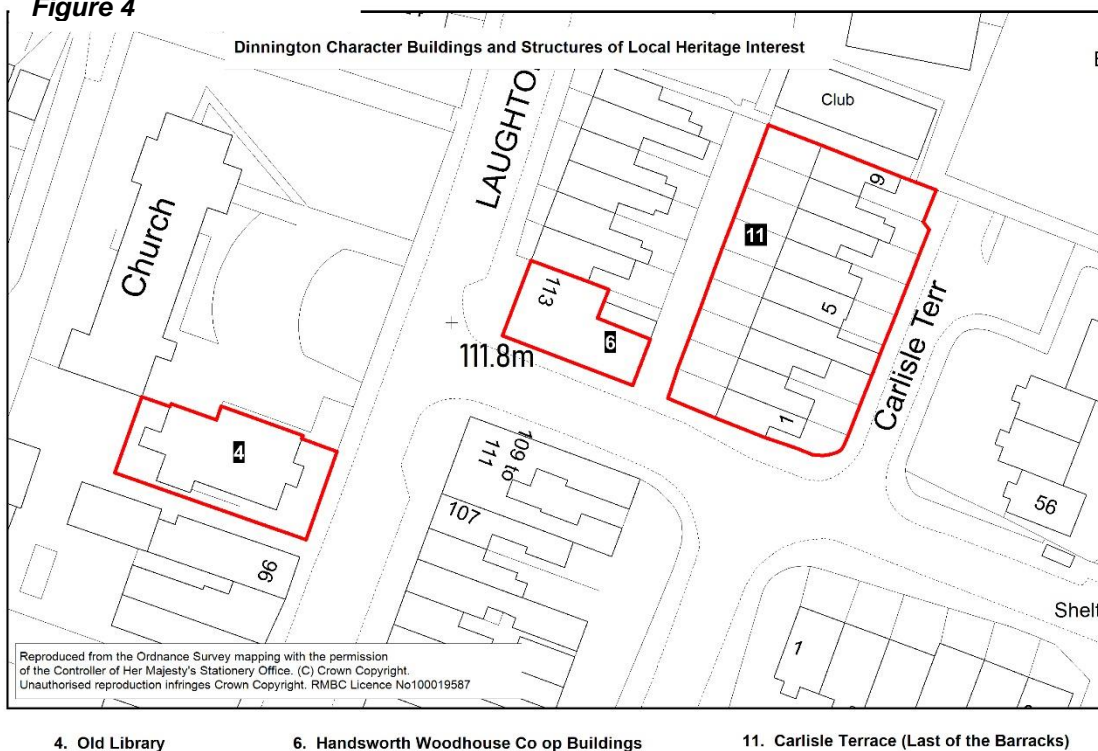 Figure 4
Dinnington Character Buildings and Structures of Local Heritage Interest
Club
LAUGHTO
Church
9
11
113
5
6
111.8m
Carlisle Terr
1
4
109 to
111
107
56
96
Shelt
1
Reproduced from the Ordnance Survey mapping with the permission
of the Controller of Her Majesty's Stationery Office. (C) Crown Copyright.
Unauthorised reproduction infringes Crown Copyright. RMBC Licence No100019587
4. Old Library
6. Handsworth Woodhouse Co op Buildings
11. Carlisle Terrace (Last of the Barracks)